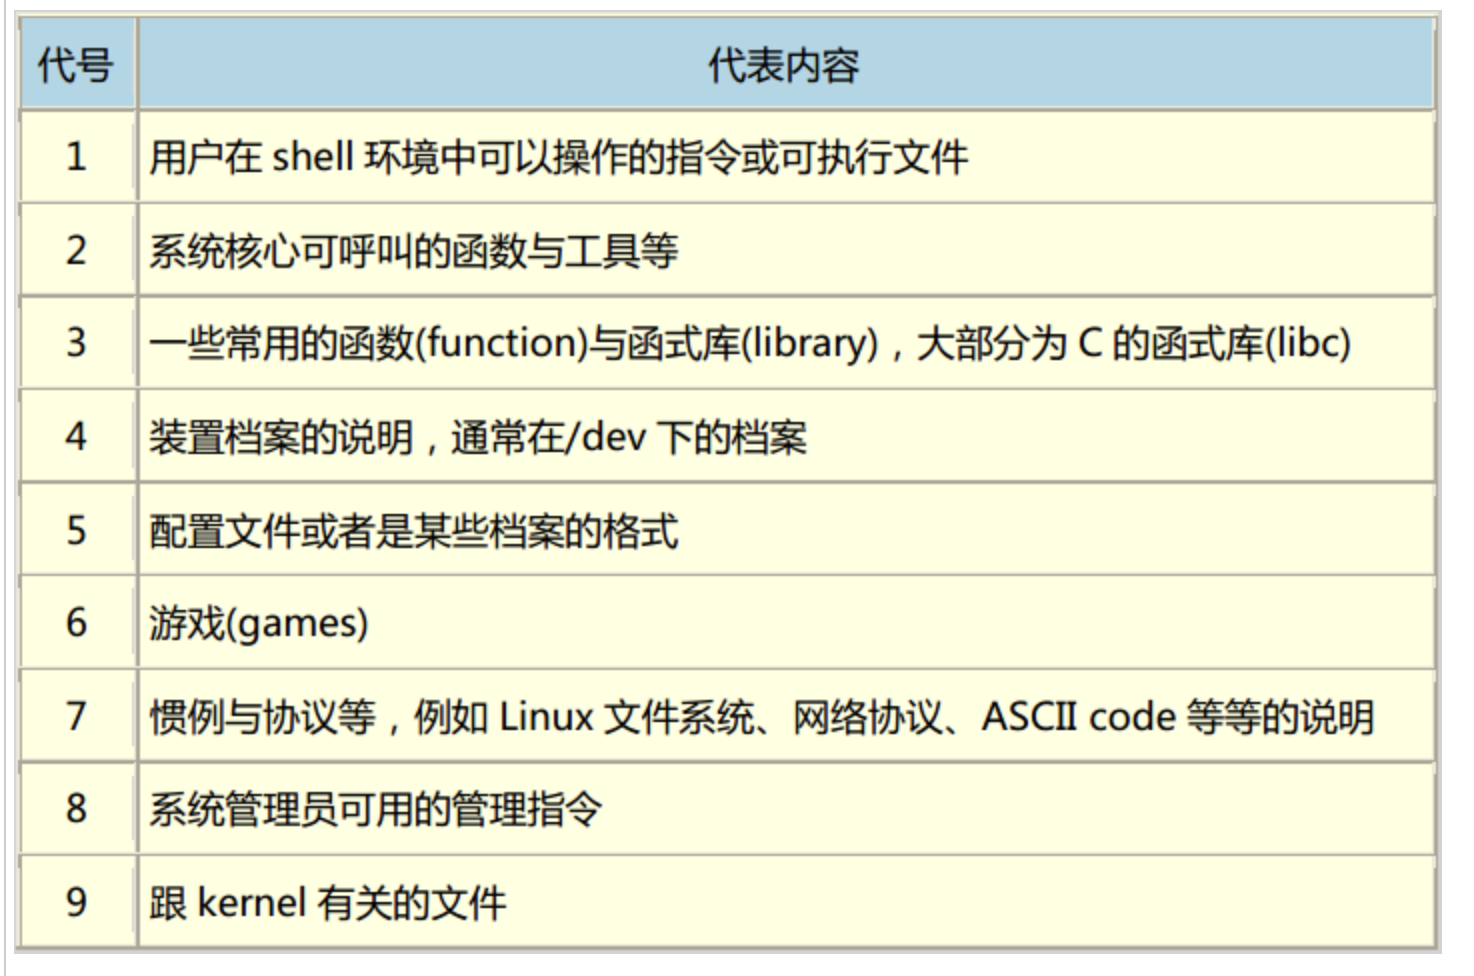 代号 代表内容
1 用户在 shell 环境中可以操作的指令或可执行文件
2 系统核心可呼叫的函数与工具等
3 一些常用的函数(function)与函式库(library)，大部分为 C 的函式库(libc)
4 装置档案的说明，通常在/dev 下的档案
5 配置文件或者是某些档案的格式
6 游戏(games)
7 惯例与协议等，例如 Linux 文件系统、网络协议、ASCII code 等等的说明
8 系统管理员可用的管理指令
9 跟 kernel 有关的文件